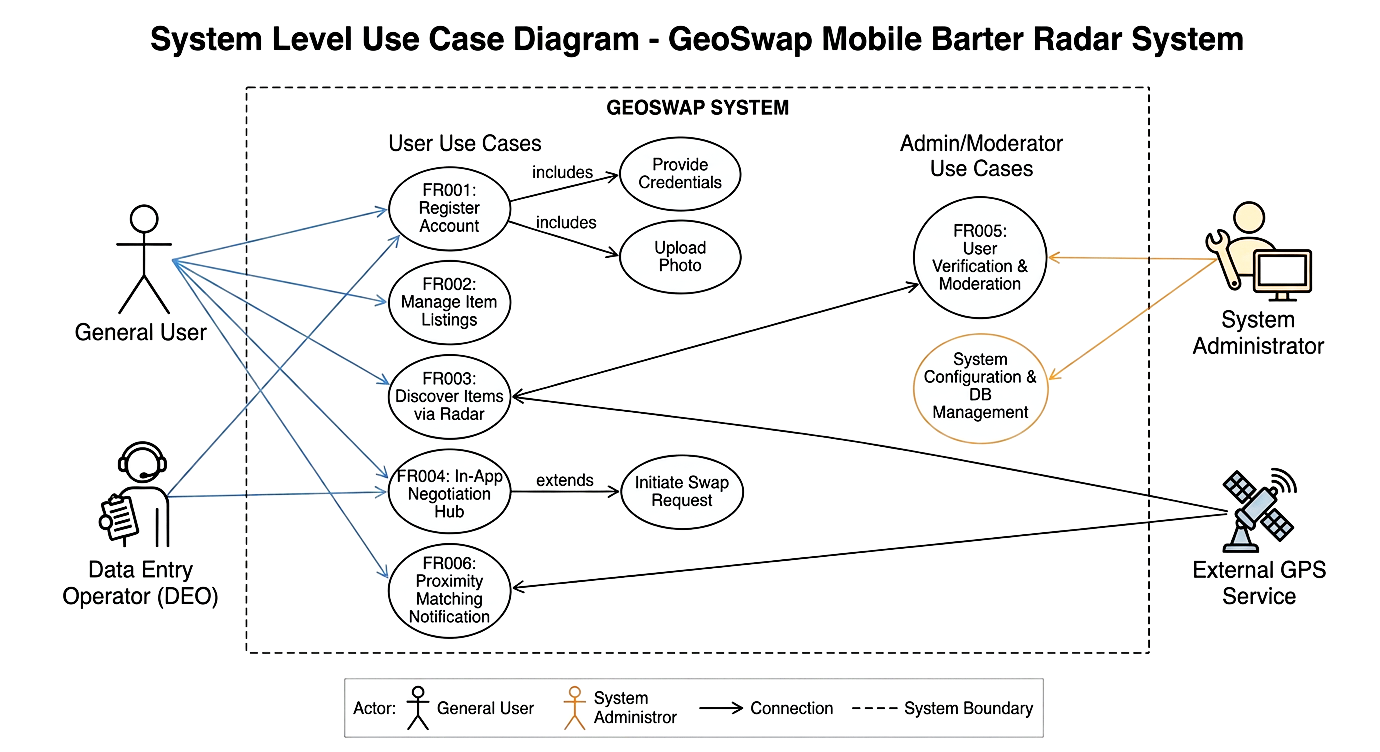 System Level Use Case Diagram - GeoSwap Mobile Barter Radar System
GEOSWAP SYSTEM
User Use Cases
Admin/Moderator
Use Cases
FR001:
Register
Account
includes
includes
Provide
Credentials
Upload
Photo
FR002:
Manage Item
Listings
FR003:
Discover Items
via Radar
FR004: In-App
Negotiation
Hub
extends
Initiate Swap
Request
FR006:
Proximity
Matching
Notification
FR005:
User
Verification &
Moderation
System
Configuration &
DB
Management
General User
Data Entry
Operator (DEO)
System
Administrator
External GPS
Service
Actor:
General User
System
Administror
Connection
System Boundary